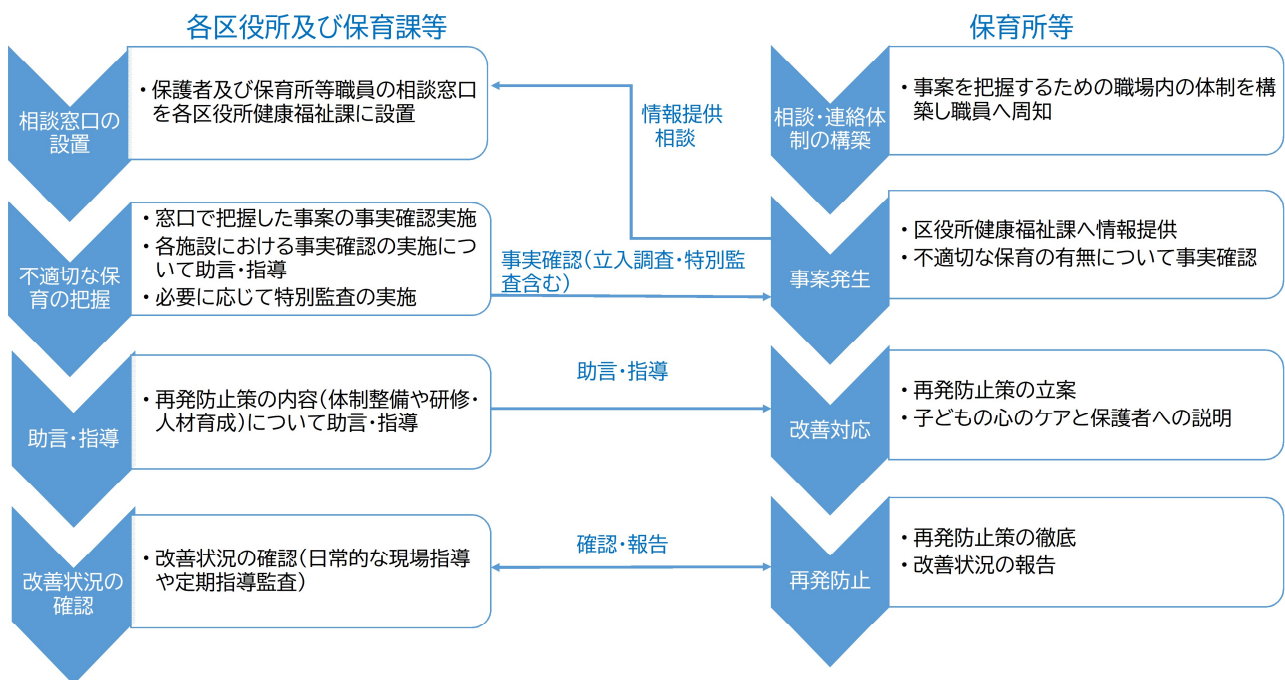 各区役所及び保育課等
相談窓口の
設置
・保護者及び保育所等職員の相談窓口
を各区役所健康福祉課に設置
不適切な保
育の把握
・窓口で把握した事案の事実確認実施
・各施設における事実確認の実施につ
いて助言・指導
・必要に応じて特別監査の実施
助言・指導
・再発防止策の内容(体制整備や研修・
人材育成)について助言・指導
改善状況の
確認
・改善状況の確認(日常的な現場指導
や定期指導監査)
情報提供
相談
事実確認(立入調査・特別監
査含む)
助言・指導
確認・報告
保育所等
相談・連絡体
制の構築
・事案を把握するための職場内の体制を構
築し職員へ周知
事案発生
・区役所健康福祉課へ情報提供
・不適切な保育の有無について事実確認
改善対応
・再発防止策の立案
・子どもの心のケアと保護者への説明
再発防止
・再発防止策の徹底
・改善状況の報告